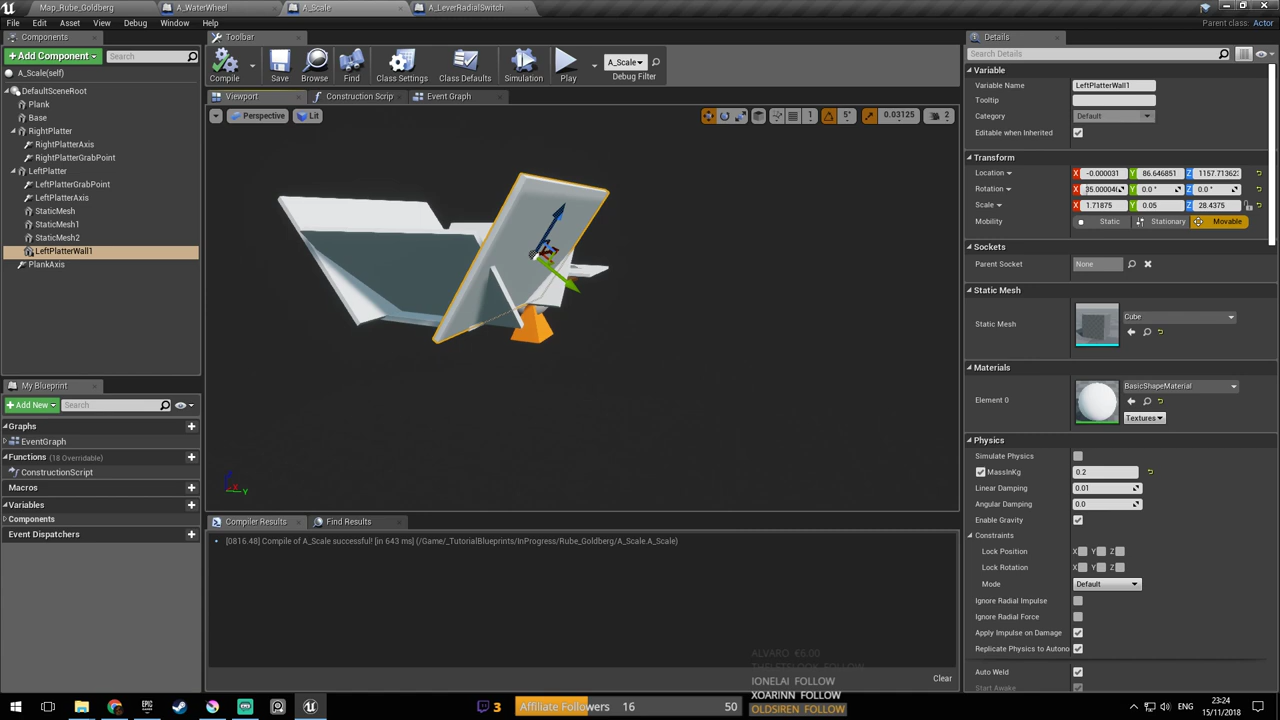 Map_Rube_Goldberg
A_WaterWheel
A_Scale
A_LeverRadialSwitch
File Edit Asset View Debug Window Help
Parent class: Actor
Components
+ Add Component
Search
A_Scale(self)
DefaultSceneRoot
Plank
Base
RightPlatter
RightPlatterAxis
RightPlatterGrabPoint
LeftPlatter
LeftPlatterGrabPoint
LeftPlatterAxis
StaticMesh
StaticMesh1
StaticMesh2
LeftPlatterWall1
PlankAxis
My Blueprint
+ Add New
Search
Graphs
EventGraph
Functions (18 Overridable)
ConstructionScript
Macros
Variables
Components
Event Dispatchers
Toolbar
Compile
Save
Browse
Find
Class Settings
Class Defaults
Simulation
Play
A_Scale
Debug Filter
Viewport
Construction Scrip
Event Graph
Perspective
Lit
1
5°
0.03125
2
X
Y
Compiler Results
Find Results
[0816.48] Compile of A_Scale successful! [in 643 ms] (/Game/_TutorialBlueprints/InProgress/Rube_Goldberg/A_Scale.A_Scale)
Clear
Details
Search Details
Variable
Variable Name LeftPlatterWall1
Tooltip
Category Default
Editable when Inherited
Transform
Location X -0.000031 Y 86.646851 Z 1157.713623
Rotation X 35.00004 Y 0.0 ° Z 0.0 °
Scale X 1.71875 Y 0.05 Z 28.4375
Mobility Static Stationary Movable
Sockets
Parent Socket None
Static Mesh
Static Mesh Cube
Materials
Element 0 BasicShapeMaterial
Textures
Physics
Simulate Physics
MassInKg 0.2
Linear Damping 0.01
Angular Damping 0.0
Enable Gravity
Constraints
Lock Position X Y Z
Lock Rotation X Y Z
Mode Default
Ignore Radial Impulse
Ignore Radial Force
Apply Impulse on Damage
Replicate Physics to Autono
Auto Weld
Start Awake
ALVARO €6.00
IONELAI FOLLOW
XOARINN FOLLOW
OLDSIREN FOLLOW
3
Affiliate Followers 16 50
23:24
15/11/2018